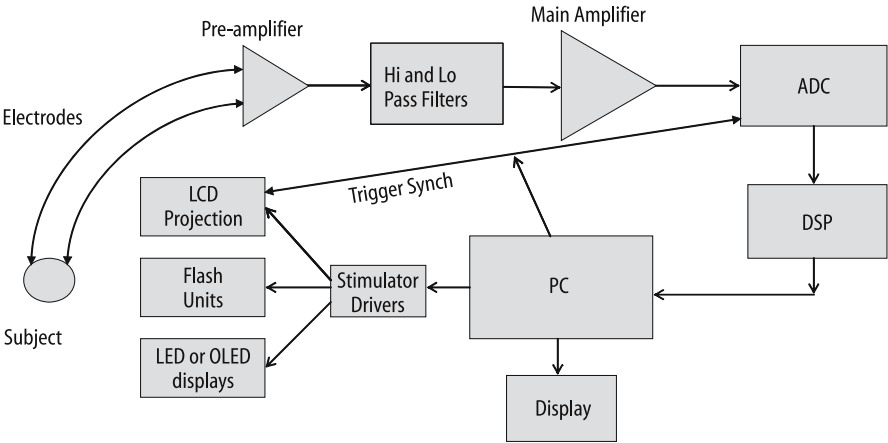 Main Amplifier
Pre-amplifier
Hi and Lo
Pass Filters
ADC
Electrodes
LCD
Projection
Trigger Synch
DSP
Flash
Units
Stimulator
Drivers
PC
Subject
LED or OLED
displays
Display